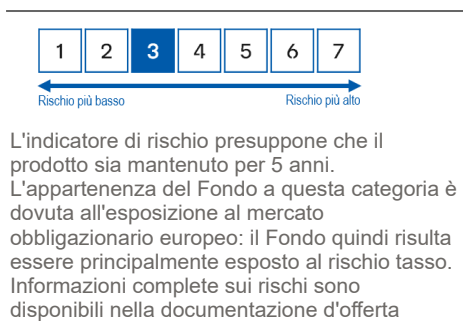 1 2 3 4 5 6 7
Rischio più basso Rischio più alto
L'indicatore di rischio presuppone che il
prodotto sia mantenuto per 5 anni.
L'appartenenza del Fondo a questa categoria è
dovuta all'esposizione al mercato
obbligazionario europeo: il Fondo quindi risulta
essere principalmente esposto al rischio tasso.
Informazioni complete sui rischi sono
disponibili nella documentazione d'offerta